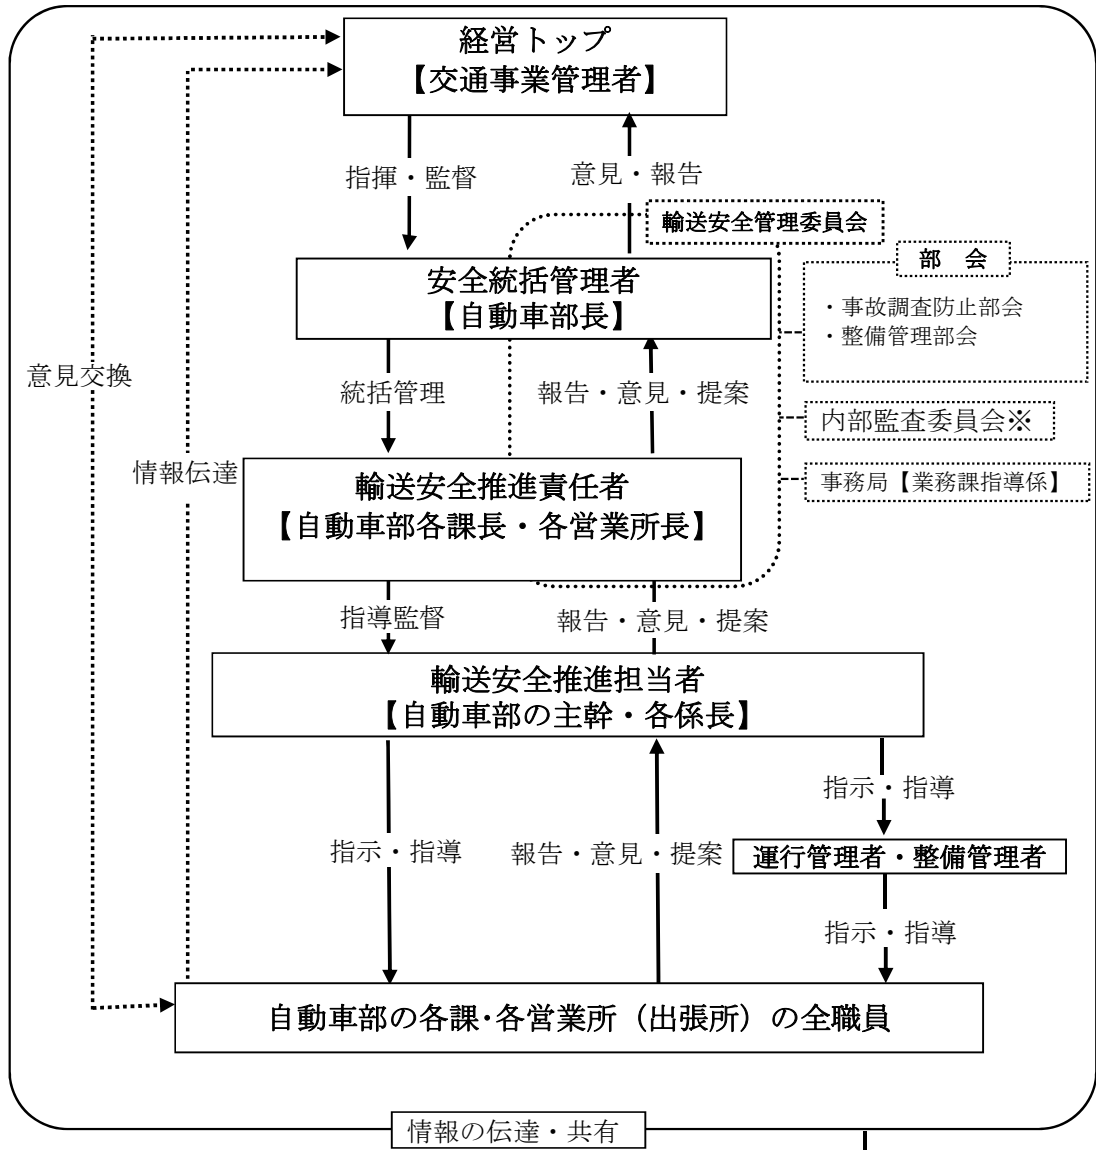 経営トップ
【交通事業管理者】
指揮・監督
意見・報告
輸送安全管理委員会
部　会
・事故調査防止部会
・整備管理部会
安全統括管理者
【自動車部長】
意見交換
統括管理
報告・意見・提案
内部監査委員会※
情報伝達
事務局【業務課指導係】
輸送安全推進責任者
【自動車部各課長・各営業所長】
指導監督
報告・意見・提案
輸送安全推進担当者
【自動車部の主幹・各係長】
指示・指導
指示・指導
報告・意見・提案
運行管理者・整備管理者
指示・指導
自動車部の各課・各営業所（出張所）の全職員
情報の伝達・共有